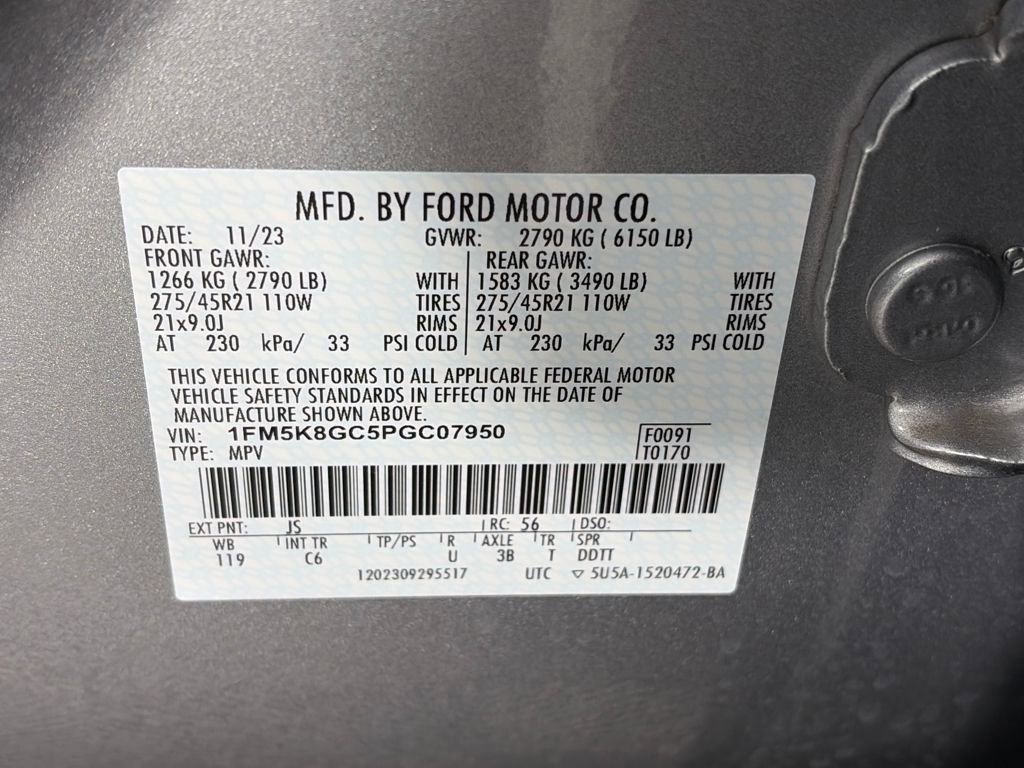 MFD. BY FORD MOTOR CO.
DATE: 11/23 GVWR: 2790 KG ( 6150 LB)
FRONT GAWR: REAR GAWR:
1266 KG ( 2790 LB) WITH 1583 KG ( 3490 LB) WITH
275/45R21 110W TIRES 275/45R21 110W TIRES
21x9.0J RIMS 21x9.0J RIMS
AT 230 kPa/ 33 PSI COLD AT 230 kPa/ 33 PSI COLD
THIS VEHICLE CONFORMS TO ALL APPLICABLE FEDERAL MOTOR
VEHICLE SAFETY STANDARDS IN EFFECT ON THE DATE OF
MANUFACTURE SHOWN ABOVE.
VIN: 1FM5K8GC5PGC07950 F0091
TYPE: MPV T0170
EXT PNT: JS RC: 56 DSO:
WB INT TR TP/PS R AXLE TR SPR
119 C6 U 3B T DDTT
1202309295517 UTC ▽ 5U5A-1520472-BA